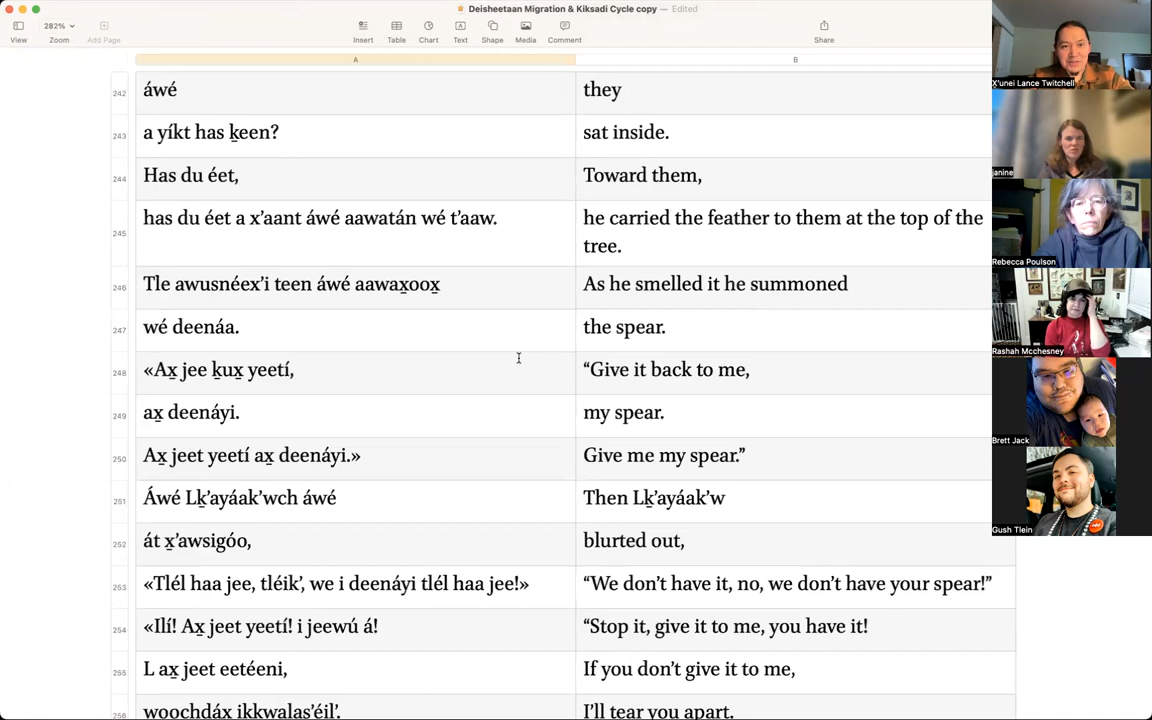 Deisheetaan Migration & Kiksadi Cycle copy — Edited
282%
View
Zoom
Add Page
Insert
Table
Chart
Text
Shape
Media
Comment
Share
A
B
242 áwé they
243 a yíkt has ḵeen? sat inside.
244 Has du éet, Toward them,
245 has du éet a x’aant áwé aawatán wé t’aaw. he carried the feather to them at the top of the
tree.
246 Tle awusnéex’i teen áwé aawax̱oox̱ As he smelled it he summoned
247 wé deenáa. the spear.
248 «Ax̱ jee ḵux̱ yeetí, “Give it back to me,
249 ax̱ deenáyi. my spear.
250 Ax̱ jeet yeetí ax̱ deenáyi.» Give me my spear.”
251 Áwé Lḵ’ayáak’wch áwé Then Lḵ’ayáak’w
252 át x̱’awsigóo, blurted out,
253 «Tlél haa jee, tléik’, we i deenáyi tlél haa jee!» “We don’t have it, no, we don’t have your spear!”
254 «Ilí! Ax̱ jeet yeetí! i jeewú á! “Stop it, give it to me, you have it!
255 L ax̱ jeet eetéeni, If you don’t give it to me,
256 woochdáx ikkwalas’éil’. I’ll tear you apart.
X̱’unei Lance Twitchell
janine
Rebecca Poulson
Rashah Mcchesney
Brett Jack
Gush Tlein